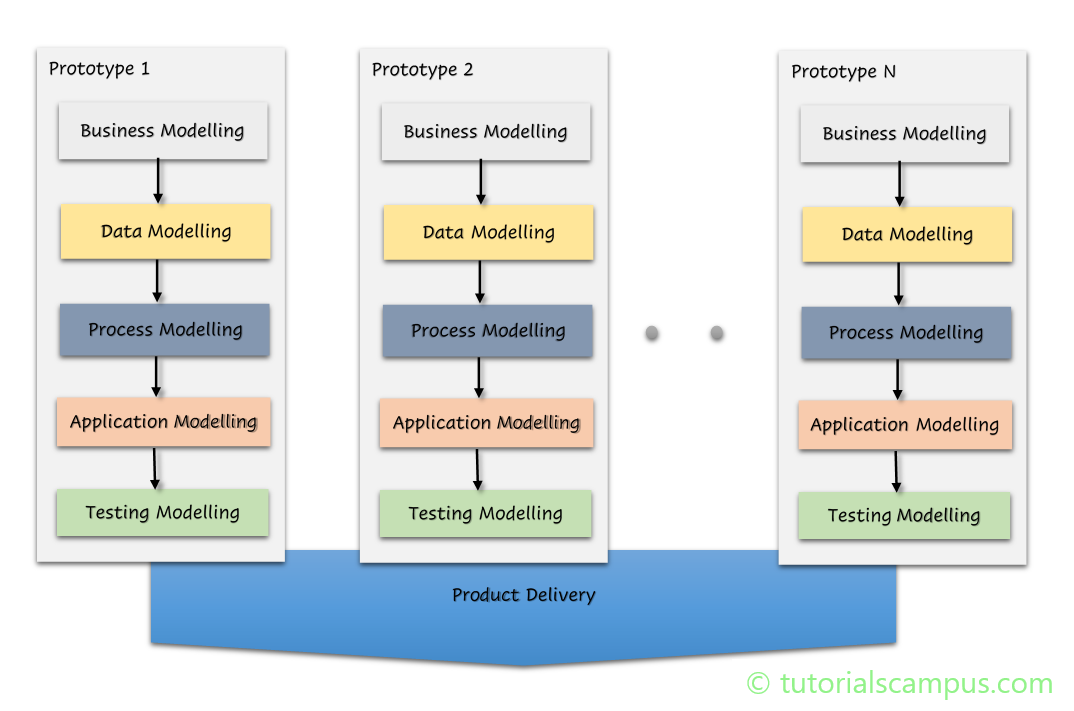 Prototype 1
Business Modelling
Data Modelling
Process Modelling
Application Modelling
Testing Modelling
Prototype 2
Business Modelling
Data Modelling
Process Modelling
Application Modelling
Testing Modelling
Prototype N
Business Modelling
Data Modelling
Process Modelling
Application Modelling
Testing Modelling
Product Delivery
© tutorialscampus.com